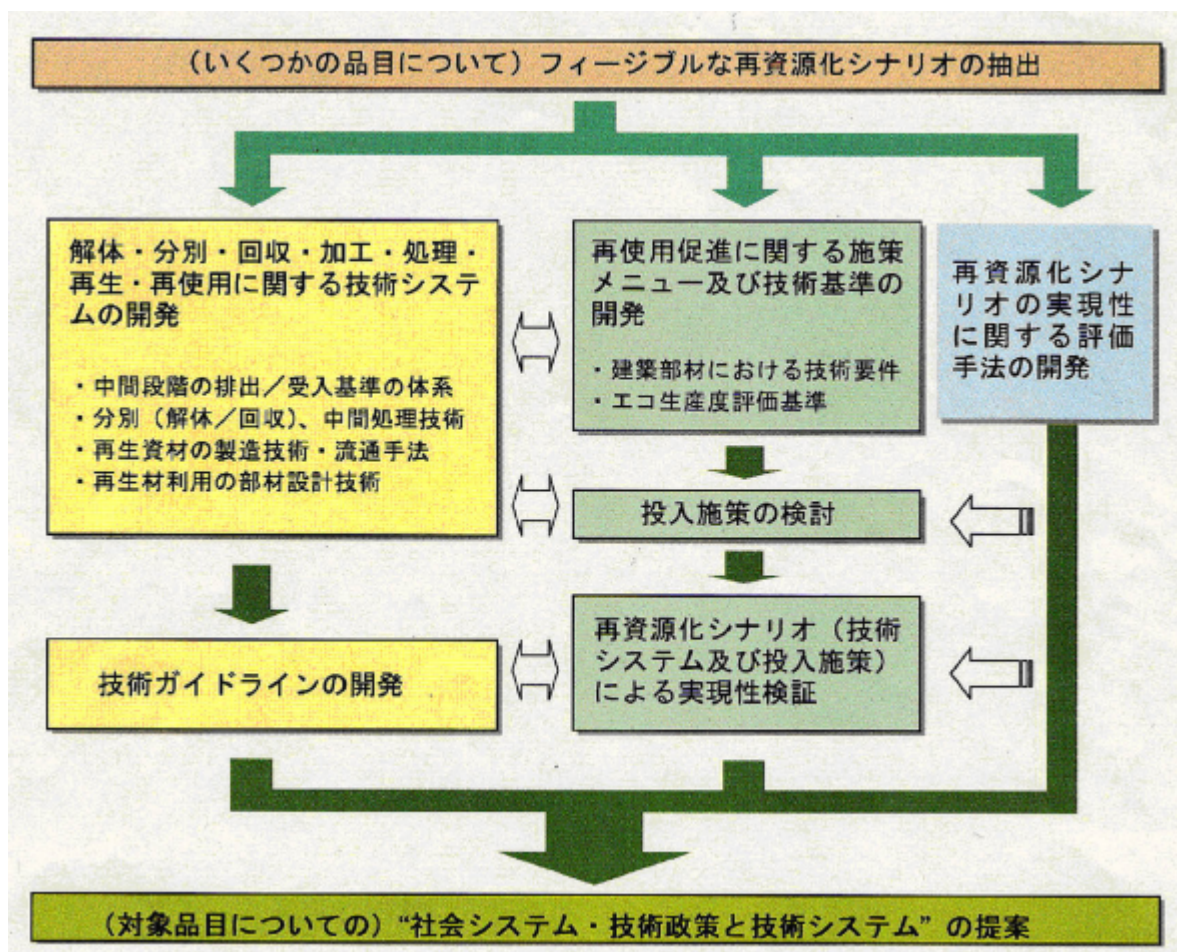 （いくつかの品目について）フィージブルな再資源化シナリオの抽出
解体・分別・回収・加工・処理・
再生・再使用に関する技術システ
ムの開発
・中間段階の排出／受入基準の体系
・分別（解体／回収）、中間処理技術
・再生資材の製造技術・流通手法
・再生材利用の部材設計技術
再使用促進に関する施策
メニュー及び技術基準の
開発
・建築部材における技術要件
・エコ生産度評価基準
再資源化シナ
リオの実現性
に関する評価
手法の開発
投入施策の検討
技術ガイドラインの開発
再資源化シナリオ（技術
システム及び投入施策）
による実現性検証
（対象品目についての）“社会システム・技術政策と技術システム”の提案